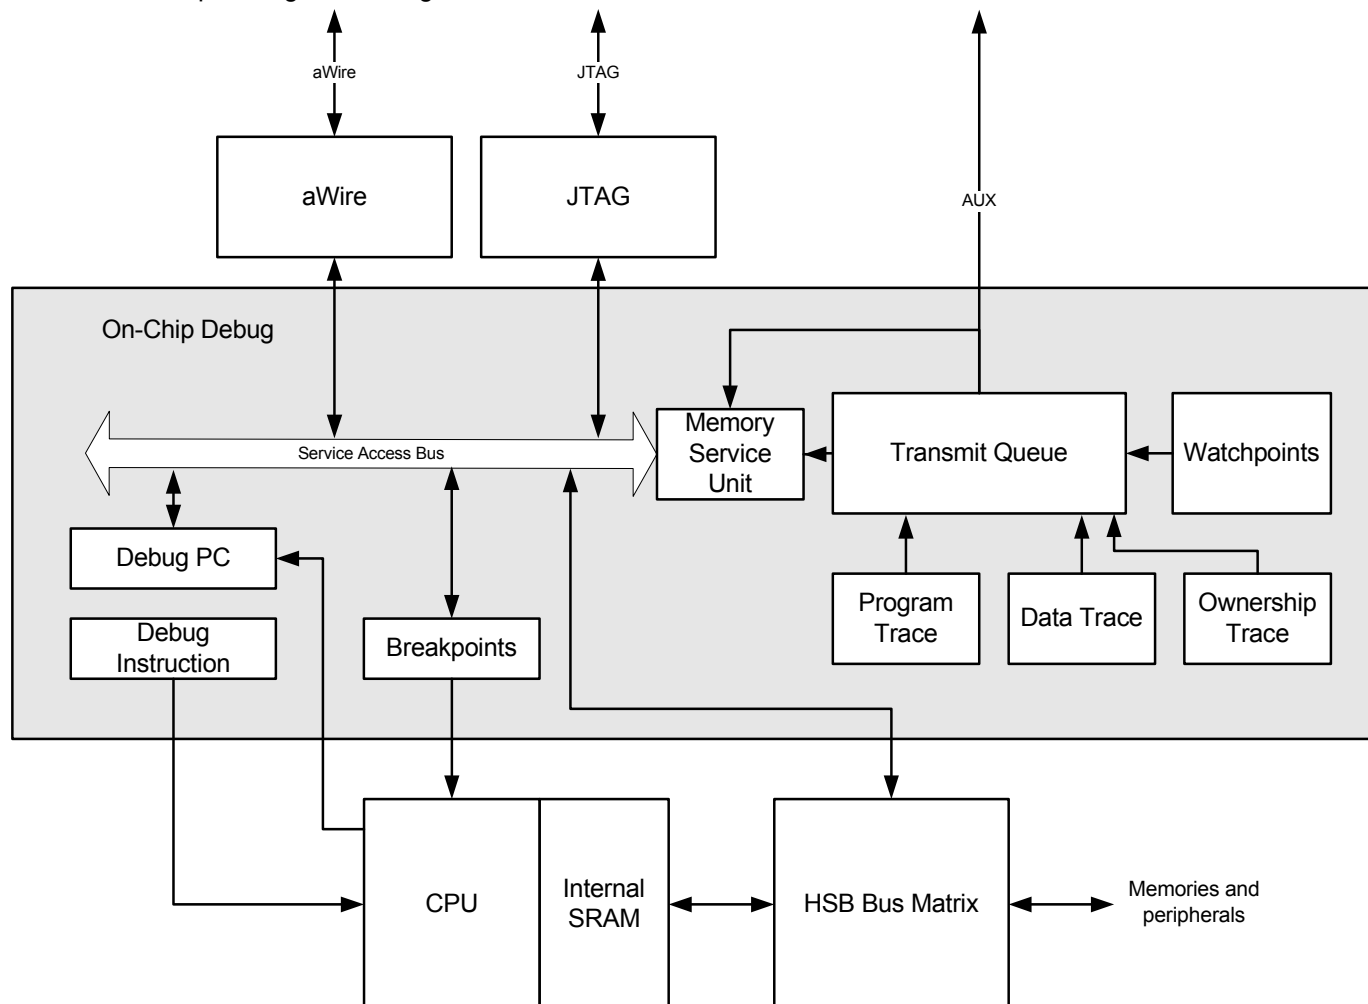 aWire
JTAG
aWire
JTAG
AUX
On-Chip Debug
Service Access Bus
Memory
Service
Unit
Transmit Queue
Watchpoints
Debug PC
Debug
Instruction
Breakpoints
Program
Trace
Data Trace
Ownership
Trace
CPU
Internal
SRAM
HSB Bus Matrix
Memories and
peripherals